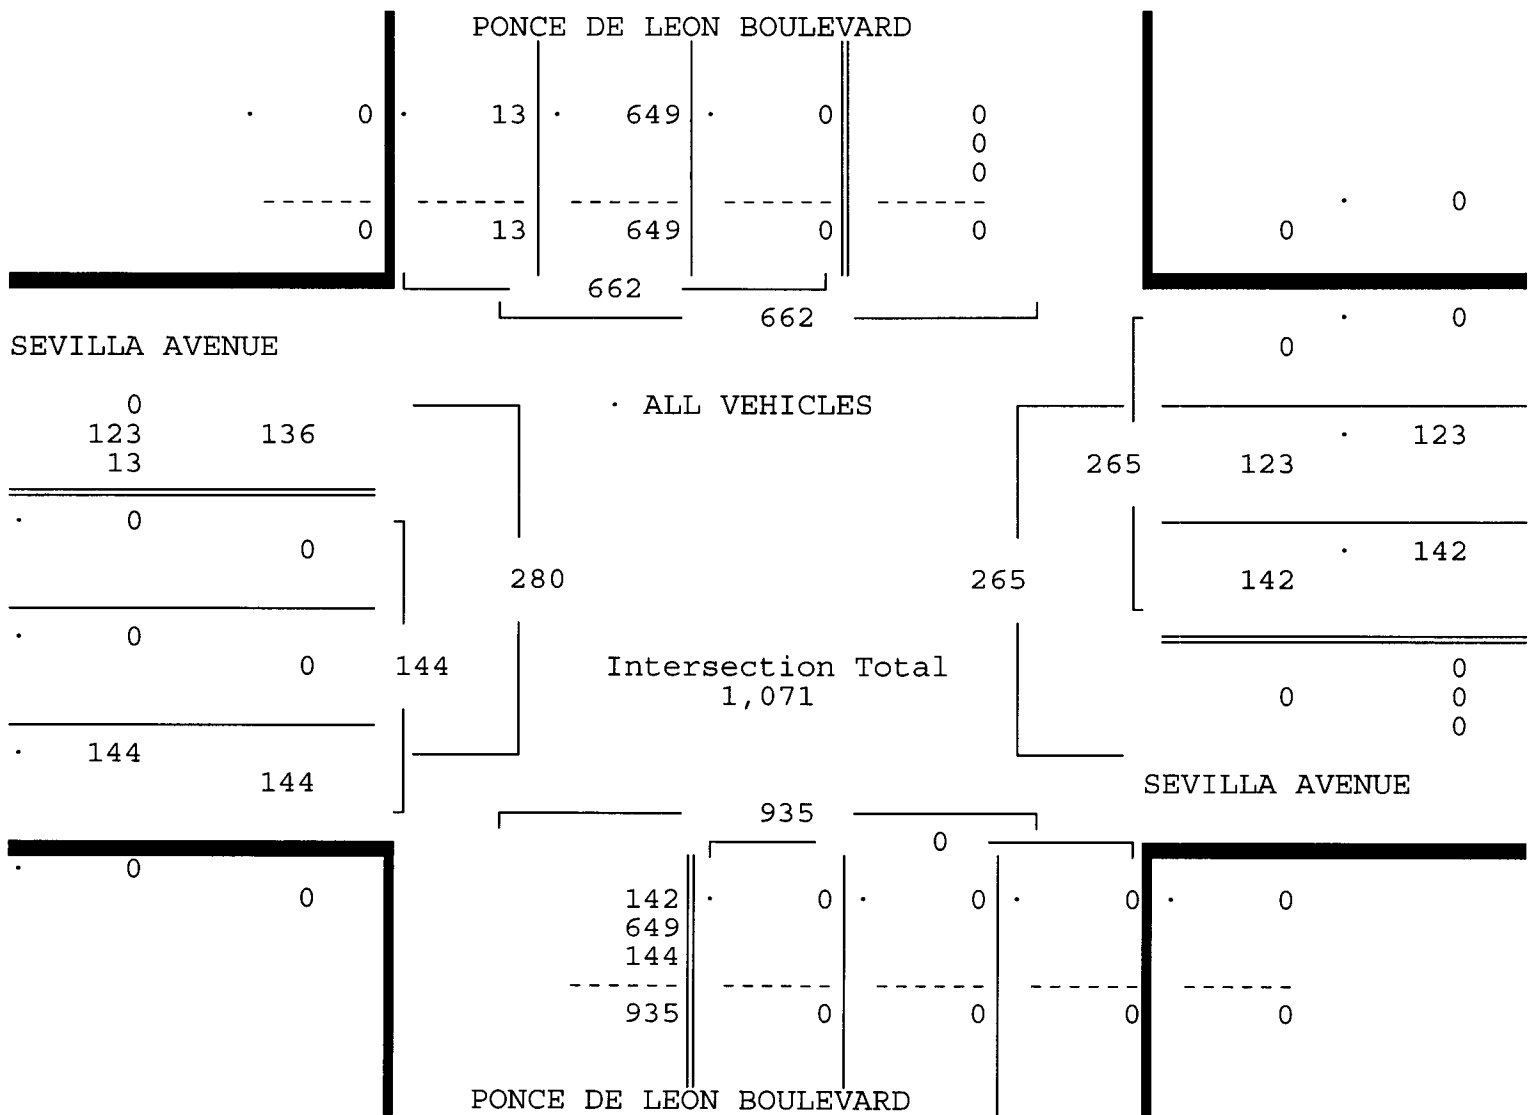 PONCE DE LEON BOULEVARD
· 0 · 13 · 649 · 0 0
0
0
------ ------ ------ ------ ------
· 0
0 13 649 0 0 0
662
662
· 0
SEVILLA AVENUE
0
0
· ALL VEHICLES
123 136
· 123
13
265 123
· 0
0
· 142
280
265
142
· 0
0
144
Intersection Total
0
1,071
0 0
0
· 144
144
SEVILLA AVENUE
935
0
· 0
0
142 · 0 · 0 · 0 · 0
649
144
------ ------ ------ ------ ------
935 0 0 0 0
PONCE DE LEON BOULEVARD